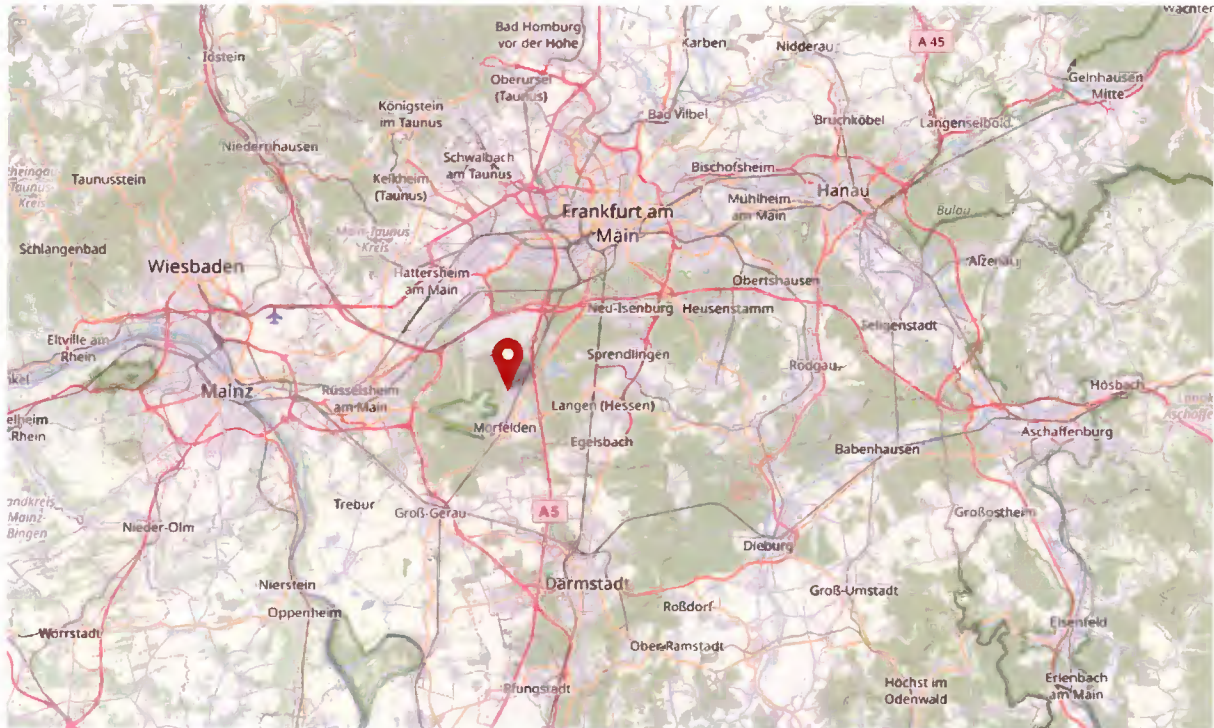 Wächter
Bad Homburg
vor der Höhe
Karben
Nidderau
A 45
Idstein
Oberursel
(Taunus)
Gelnhausen
Mitte
Königstein
im Taunus
Bad Vilbel
Bruchköbel
Langenselbold
Niedernhausen
Schwalbach
am Taunus
Bischofsheim
Taunusstein
Kelkheim
(Taunus)
Hanau
Mühlheim
am Main
Frankfurt am
Main
Bulau
Main-Taunus
Kreis
Schlangenbad
Wiesbaden
Hattersheim
am Main
Alzenau
Obertshausen
Neu-Isenburg
Heusenstamm
Seligenstadt
Eltville am
Rhein
Sprendlingen
Rodgau
Mainz
Rüsselsheim
am Main
Hösbach
Langen (Hessen)
Mörfelden
Aschaffenburg
Egelsbach
Babenhausen
Trebur
Groß-Gerau
A5
Großostheim
Nieder-Olm
Dieburg
Nierstein
Darmstadt
Groß-Umstadt
Oppenheim
Roßdorf
Elsenfeld
Wörrstadt
Ober-Ramstadt
Pfungstadt
Höchst im
Odenwald
Erlenbach
am Main